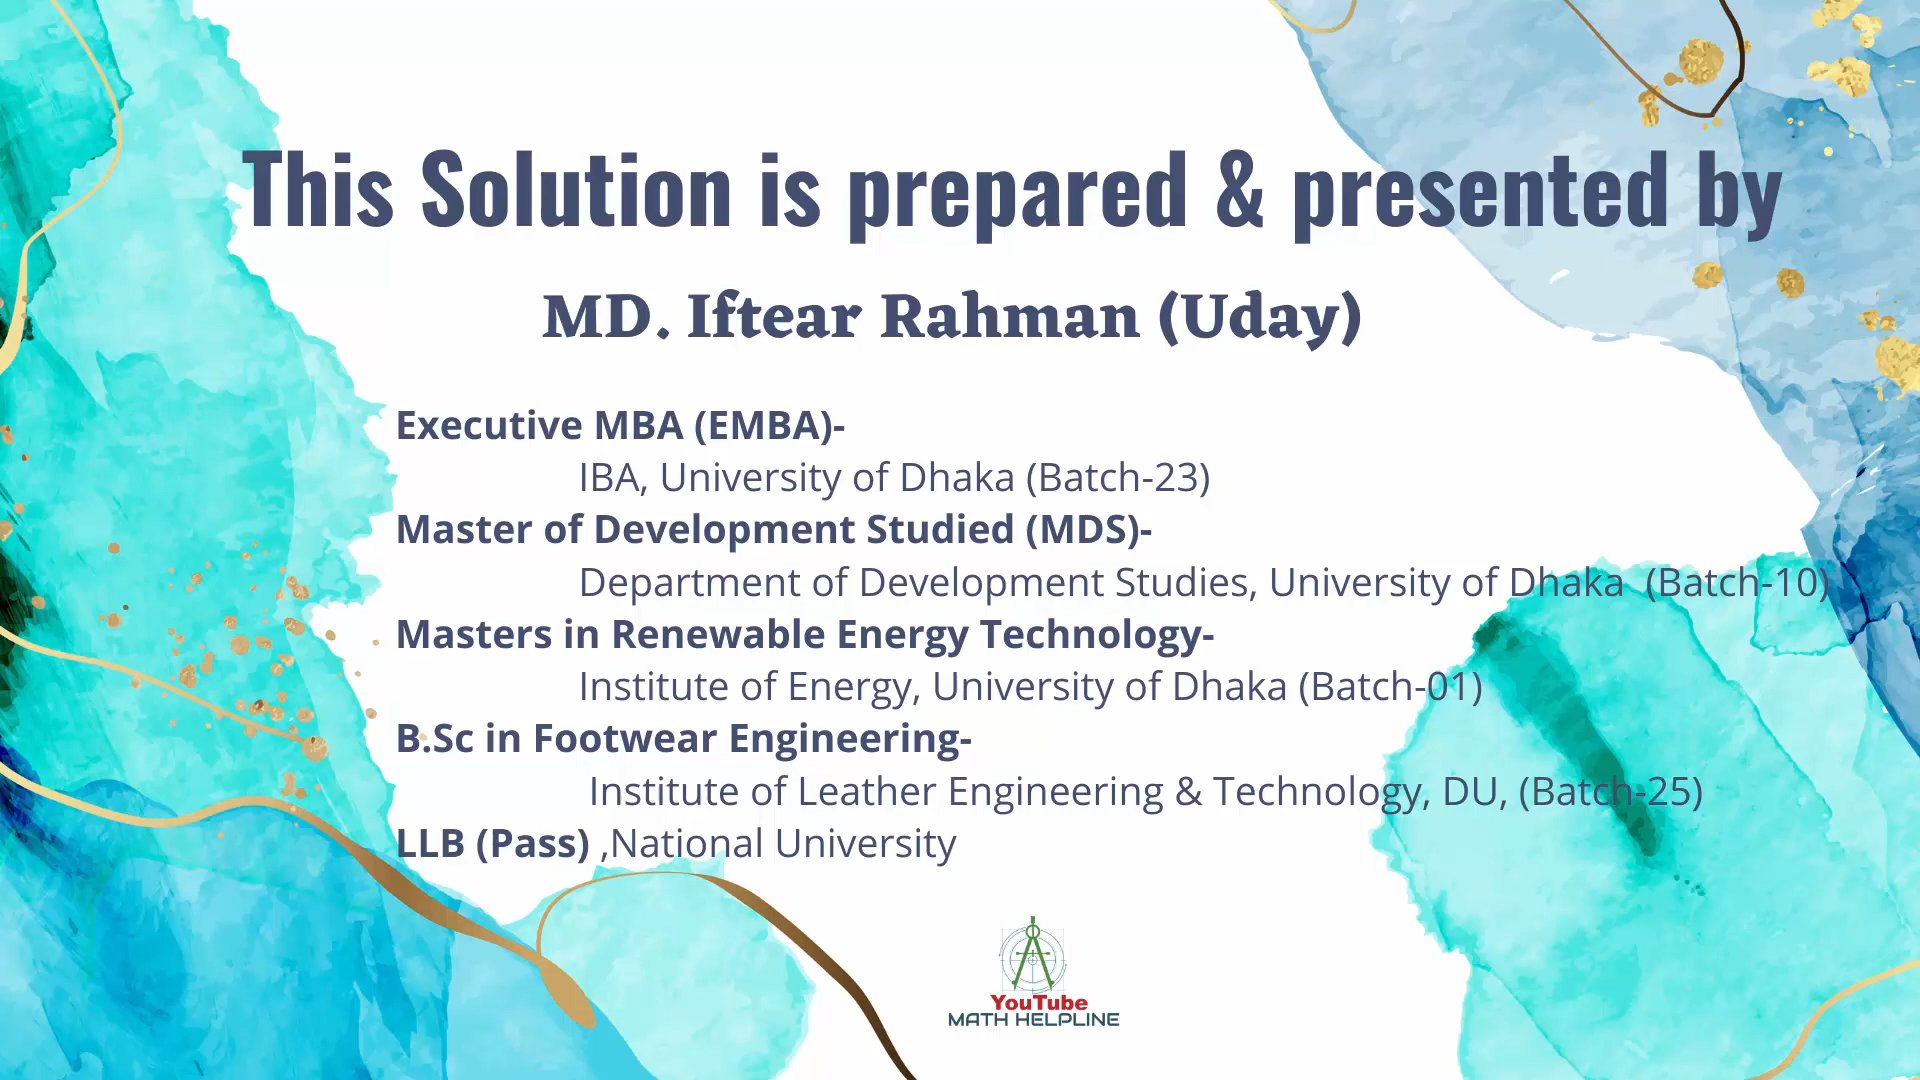 This Solution is prepared & presented by
MD. Iftear Rahman (Uday)
Executive MBA (EMBA)-
IBA, University of Dhaka (Batch-23)
Master of Development Studied (MDS)-
Department of Development Studies, University of Dhaka (Batch-10)
Masters in Renewable Energy Technology-
Institute of Energy, University of Dhaka (Batch-01)
B.Sc in Footwear Engineering-
Institute of Leather Engineering & Technology, DU, (Batch-25)
LLB (Pass) ,National University
YouTube
MATH HELPLINE